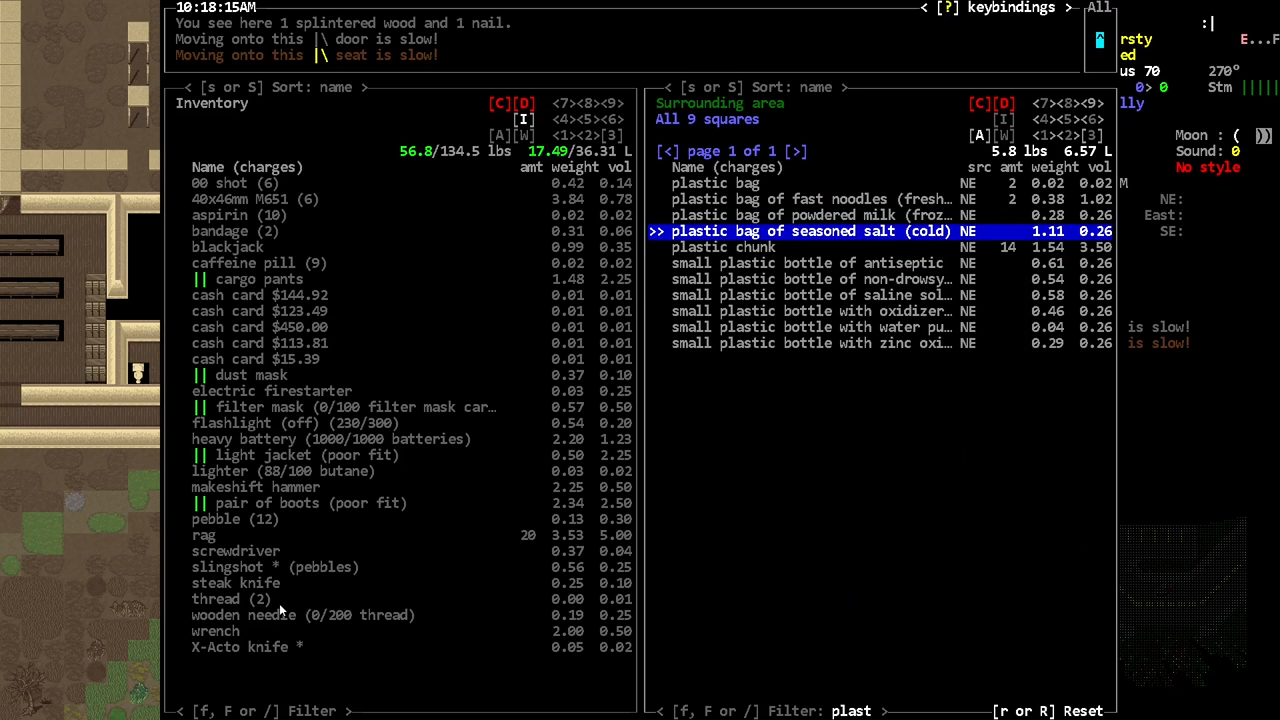 10:18:15AM
You see here 1 splintered wood and 1 nail.
Moving onto this |\ door is slow!
Moving onto this |\ seat is slow!
< [?] keybindings >
All
^
:|
rsty
E...F
ed
us 70
270°
0> 0
Stm |||||
lly
Moon : ( ))
Sound: 0
No style
M
NE:
East:
SE:
is slow!
is slow!
< [s or S] Sort: name >
Inventory
[C][D] <7><8><9>
[I] <4><5><6>
[A][W] <1><2>[3]
56.8/134.5 lbs 17.49/36.31 L
Name (charges) amt weight vol
00 shot (6) 0.42 0.14
40x46mm M651 (6) 3.84 0.78
aspirin (10) 0.02 0.02
bandage (2) 0.31 0.06
blackjack 0.99 0.35
caffeine pill (9) 0.02 0.02
|| cargo pants 1.48 2.25
cash card $144.92 0.01 0.01
cash card $123.49 0.01 0.01
cash card $450.00 0.01 0.01
cash card $113.81 0.01 0.01
cash card $15.39 0.01 0.01
|| dust mask 0.37 0.10
electric firestarter 0.03 0.25
|| filter mask (0/100 filter mask car… 0.57 0.50
flashlight (off) (230/300) 0.54 0.20
heavy battery (1000/1000 batteries) 2.20 1.23
|| light jacket (poor fit) 0.50 2.25
lighter (88/100 butane) 0.03 0.02
makeshift hammer 2.25 0.50
|| pair of boots (poor fit) 2.34 2.50
pebble (12) 0.13 0.30
rag 20 3.53 5.00
screwdriver 0.37 0.04
slingshot * (pebbles) 0.56 0.25
steak knife 0.25 0.10
thread (2) 0.00 0.01
wooden needle (0/200 thread) 0.19 0.25
wrench 2.00 0.50
X-Acto knife * 0.05 0.02
< [f, F or /] Filter >
< [s or S] Sort: name >
Surrounding area
All 9 squares
[C][D] <7><8><9>
[I] <4><5><6>
[A][W] <1><2>[3]
[<] page 1 of 1 [>] 5.8 lbs 6.57 L
Name (charges) src amt weight vol
plastic bag NE 2 0.02 0.02
plastic bag of fast noodles (fresh… NE 2 0.38 1.02
plastic bag of powdered milk (froz… NE 0.28 0.26
>> plastic bag of seasoned salt (cold) NE 1.11 0.26
plastic chunk NE 14 1.54 3.50
small plastic bottle of antiseptic NE 0.61 0.26
small plastic bottle of non-drowsy… NE 0.54 0.26
small plastic bottle of saline sol… NE 0.58 0.26
small plastic bottle with oxidizer… NE 0.46 0.26
small plastic bottle with water pu… NE 0.04 0.26
small plastic bottle with zinc oxi… NE 0.29 0.26
< [f, F or /] Filter: plast >
[r or R] Reset